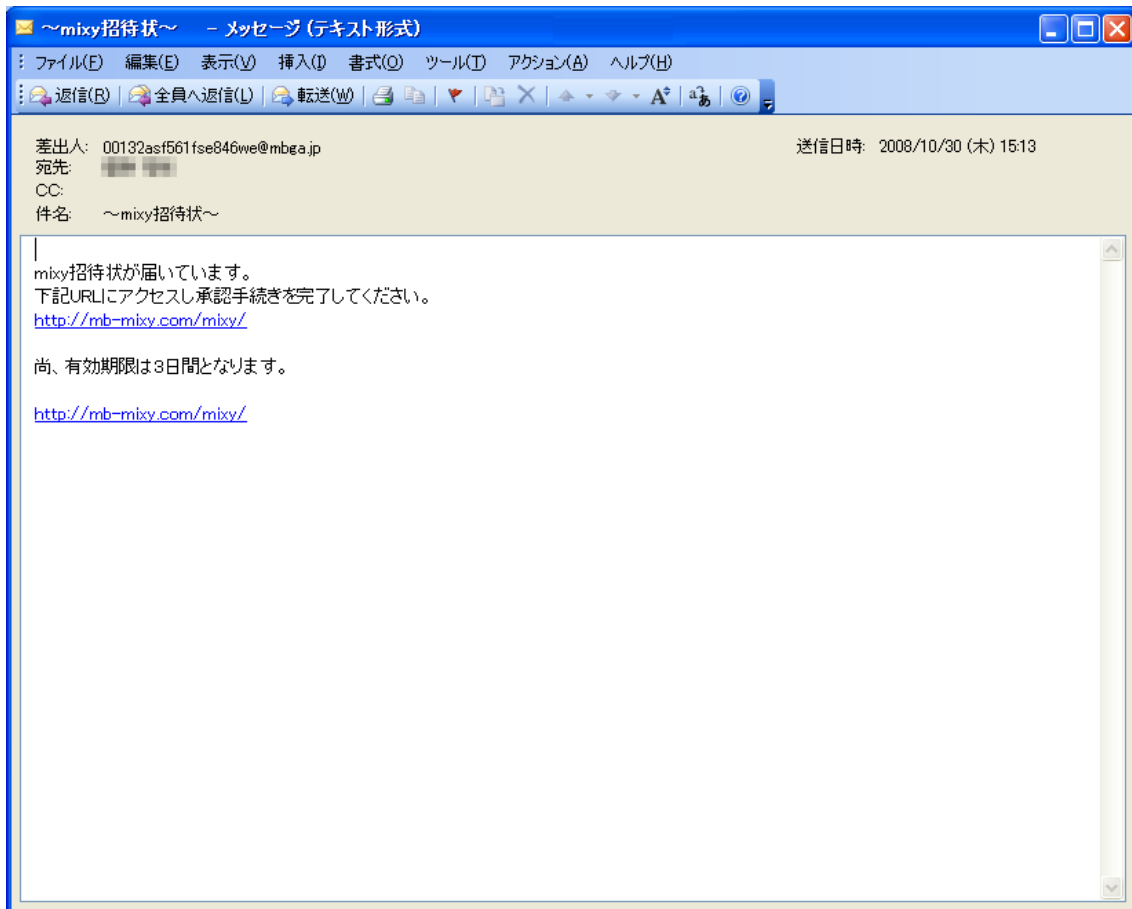 ～mixy招待状～ - メッセージ (テキスト形式)
ファイル(F) 編集(E) 表示(V) 挿入(I) 書式(O) ツール(T) アクション(A) ヘルプ(H)
返信(R) 全員へ返信(L) 転送(W)
差出人: 00132asf561fse846we@mbga.jp 送信日時: 2008/10/30 (木) 15:13
宛先:
CC:
件名: ～mixy招待状～
mixy招待状が届いています。
下記URLにアクセスし承認手続きを完了してください。
http://mb-mixy.com/mixy/
尚、有効期限は３日間となります。
http://mb-mixy.com/mixy/